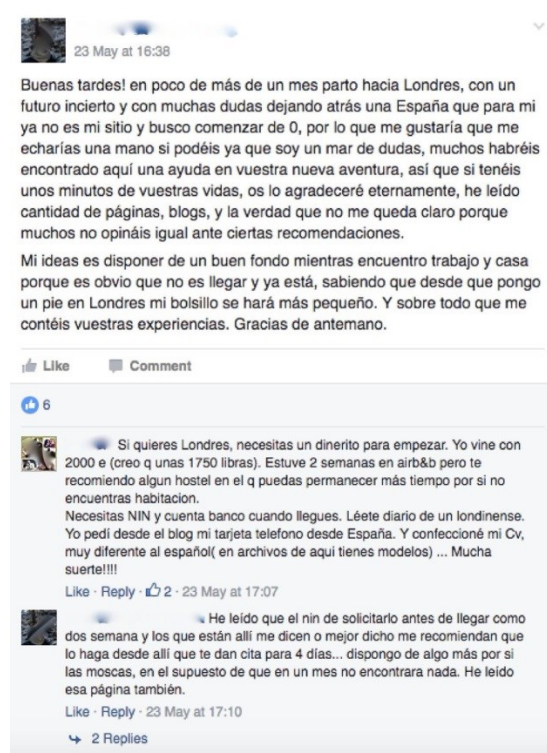 23 May at 16:38
Buenas tardes! en poco de más de un mes parto hacia Londres, con un
futuro incierto y con muchas dudas dejando atrás una España que para mi
ya no es mi sitio y busco comenzar de 0, por lo que me gustaría que me
echarías una mano si podéis ya que soy un mar de dudas, muchos habréis
encontrado aquí una ayuda en vuestra nueva aventura, así que si tenéis
unos minutos de vuestras vidas, os lo agradeceré eternamente, he leído
cantidad de páginas, blogs, y la verdad que no me queda claro porque
muchos no opináis igual ante ciertas recomendaciones.
Mi ideas es disponer de un buen fondo mientras encuentro trabajo y casa
porque es obvio que no es llegar y ya está, sabiendo que desde que pongo
un pie en Londres mi bolsillo se hará más pequeño. Y sobre todo que me
contéis vuestras experiencias. Gracias de antemano.
Like Comment
6
Si quieres Londres, necesitas un dinerito para empezar. Yo vine con
2000 e (creo q unas 1750 libras). Estuve 2 semanas en airb&b pero te
recomiendo algun hostel en el q puedas permanecer más tiempo por si no
encuentras habitacion.
Necesitas NIN y cuenta banco cuando llegues. Léete diario de un londinense.
Yo pedí desde el blog mi tarjeta telefono desde España. Y confeccioné mi Cv,
muy diferente al español( en archivos de aqui tienes modelos) ... Mucha
suerte!!!!
Like · Reply · 2 · 23 May at 17:07
He leído que el nin de solicitarlo antes de llegar como
dos semana y los que están allí me dicen o mejor dicho me recomiendan que
lo haga desde allí que te dan cita para 4 días... dispongo de algo más por si
las moscas, en el supuesto de que en un mes no encontrara nada. He leído
esa página también.
Like · Reply · 23 May at 17:10
2 Replies